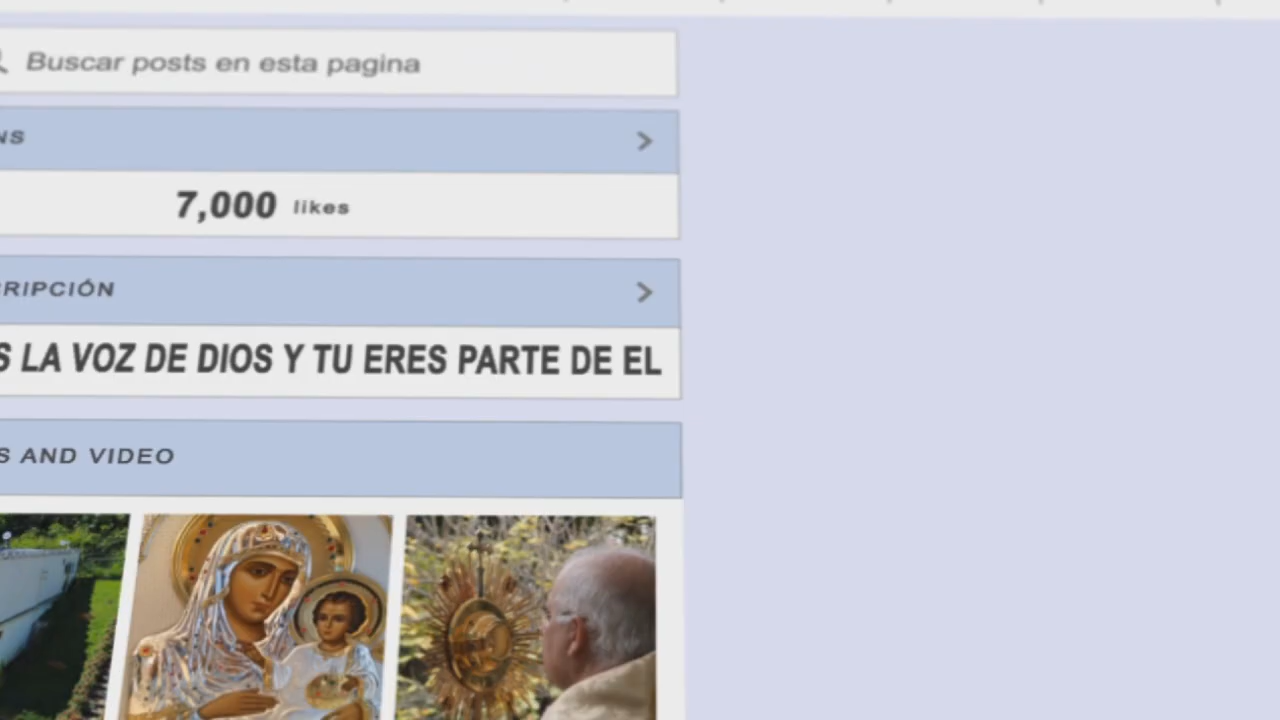 Buscar posts en esta pagina
7,000 likes
LA VOZ DE DIOS Y TU ERES PARTE DE EL
AND VIDEO